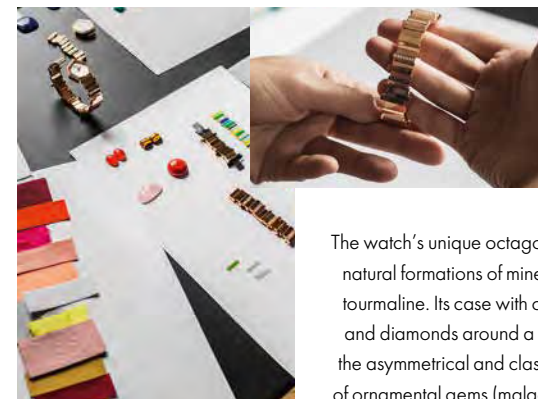 The watch's unique
natural formations of
tourmaline. Its case with
and diamonds around a
the asymmetrical and
of ornamental gems